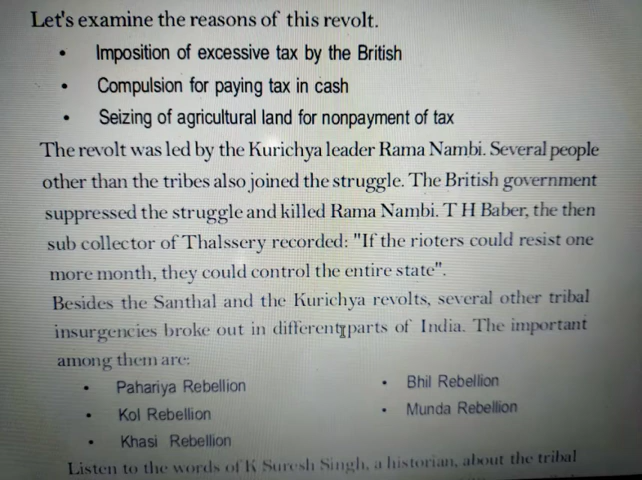 Let's examine the reasons of this revolt.
• Imposition of excessive tax by the British
• Compulsion for paying tax in cash
• Seizing of agricultural land for nonpayment of tax
The revolt was led by the Kurichya leader Rama Nambi. Several people
other than the tribes also joined the struggle. The British government
suppressed the struggle and killed Rama Nambi. T H Baber, the then
sub collector of Thalssery recorded: "If the rioters could resist one
more month, they could control the entire state".
Besides the Santhal and the Kurichya revolts, several other tribal
insurgencies broke out in different parts of India. The important
among them are:
• Pahariya Rebellion
• Kol Rebellion
• Khasi Rebellion
• Bhil Rebellion
• Munda Rebellion
Listen to the words of K Suresh Singh, a historian, about the tribal